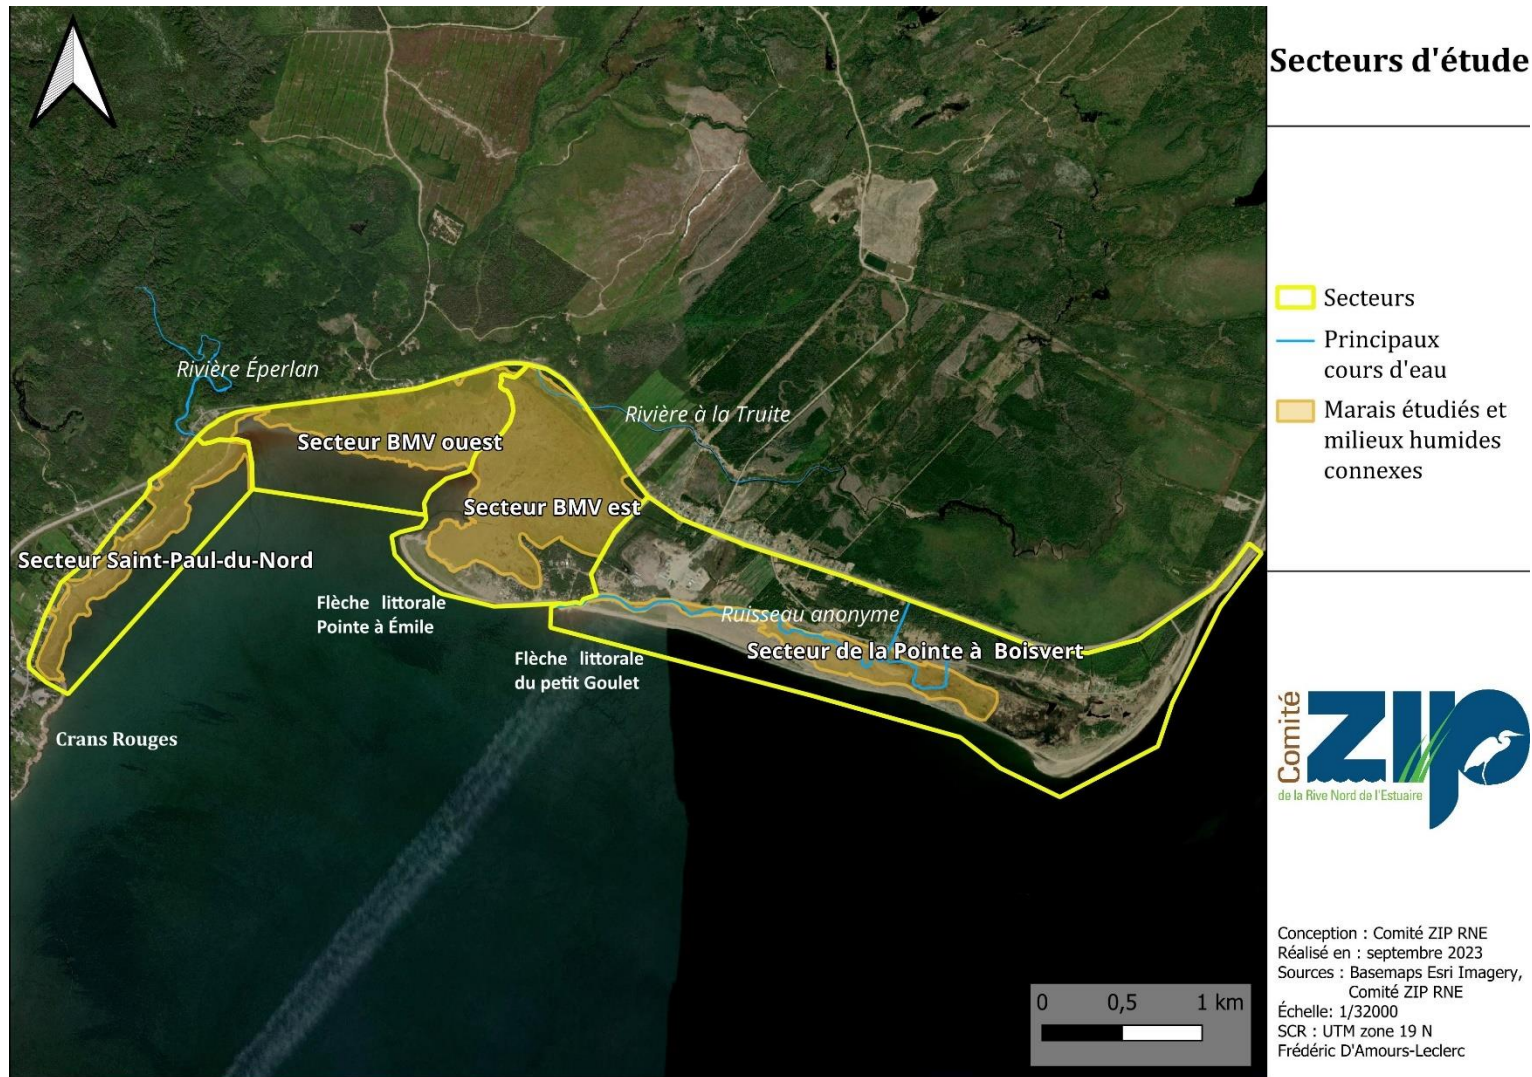 Secteurs d'étude
Secteurs
Principaux
cours d'eau
Marais étudiés et
milieux humides
connexes
Rivière Éperlan
Rivière à la Truite
Secteur BMV ouest
Secteur BMV est
Secteur Saint-Paul-du-Nord
Flèche littorale
Pointe à Émile
Ruisseau anonyme
Secteur de la Pointe à Boisvert
Flèche littorale
du petit Goulet
Crans Rouges
Comité
ZIP
de la Rive Nord de l'Estuaire
Conception : Comité ZIP RNE
Réalisé en : septembre 2023
Sources : Basemaps Esri Imagery,
Comité ZIP RNE
Échelle: 1/32000
SCR : UTM zone 19 N
Frédéric D'Amours-Leclerc
0 0,5 1 km